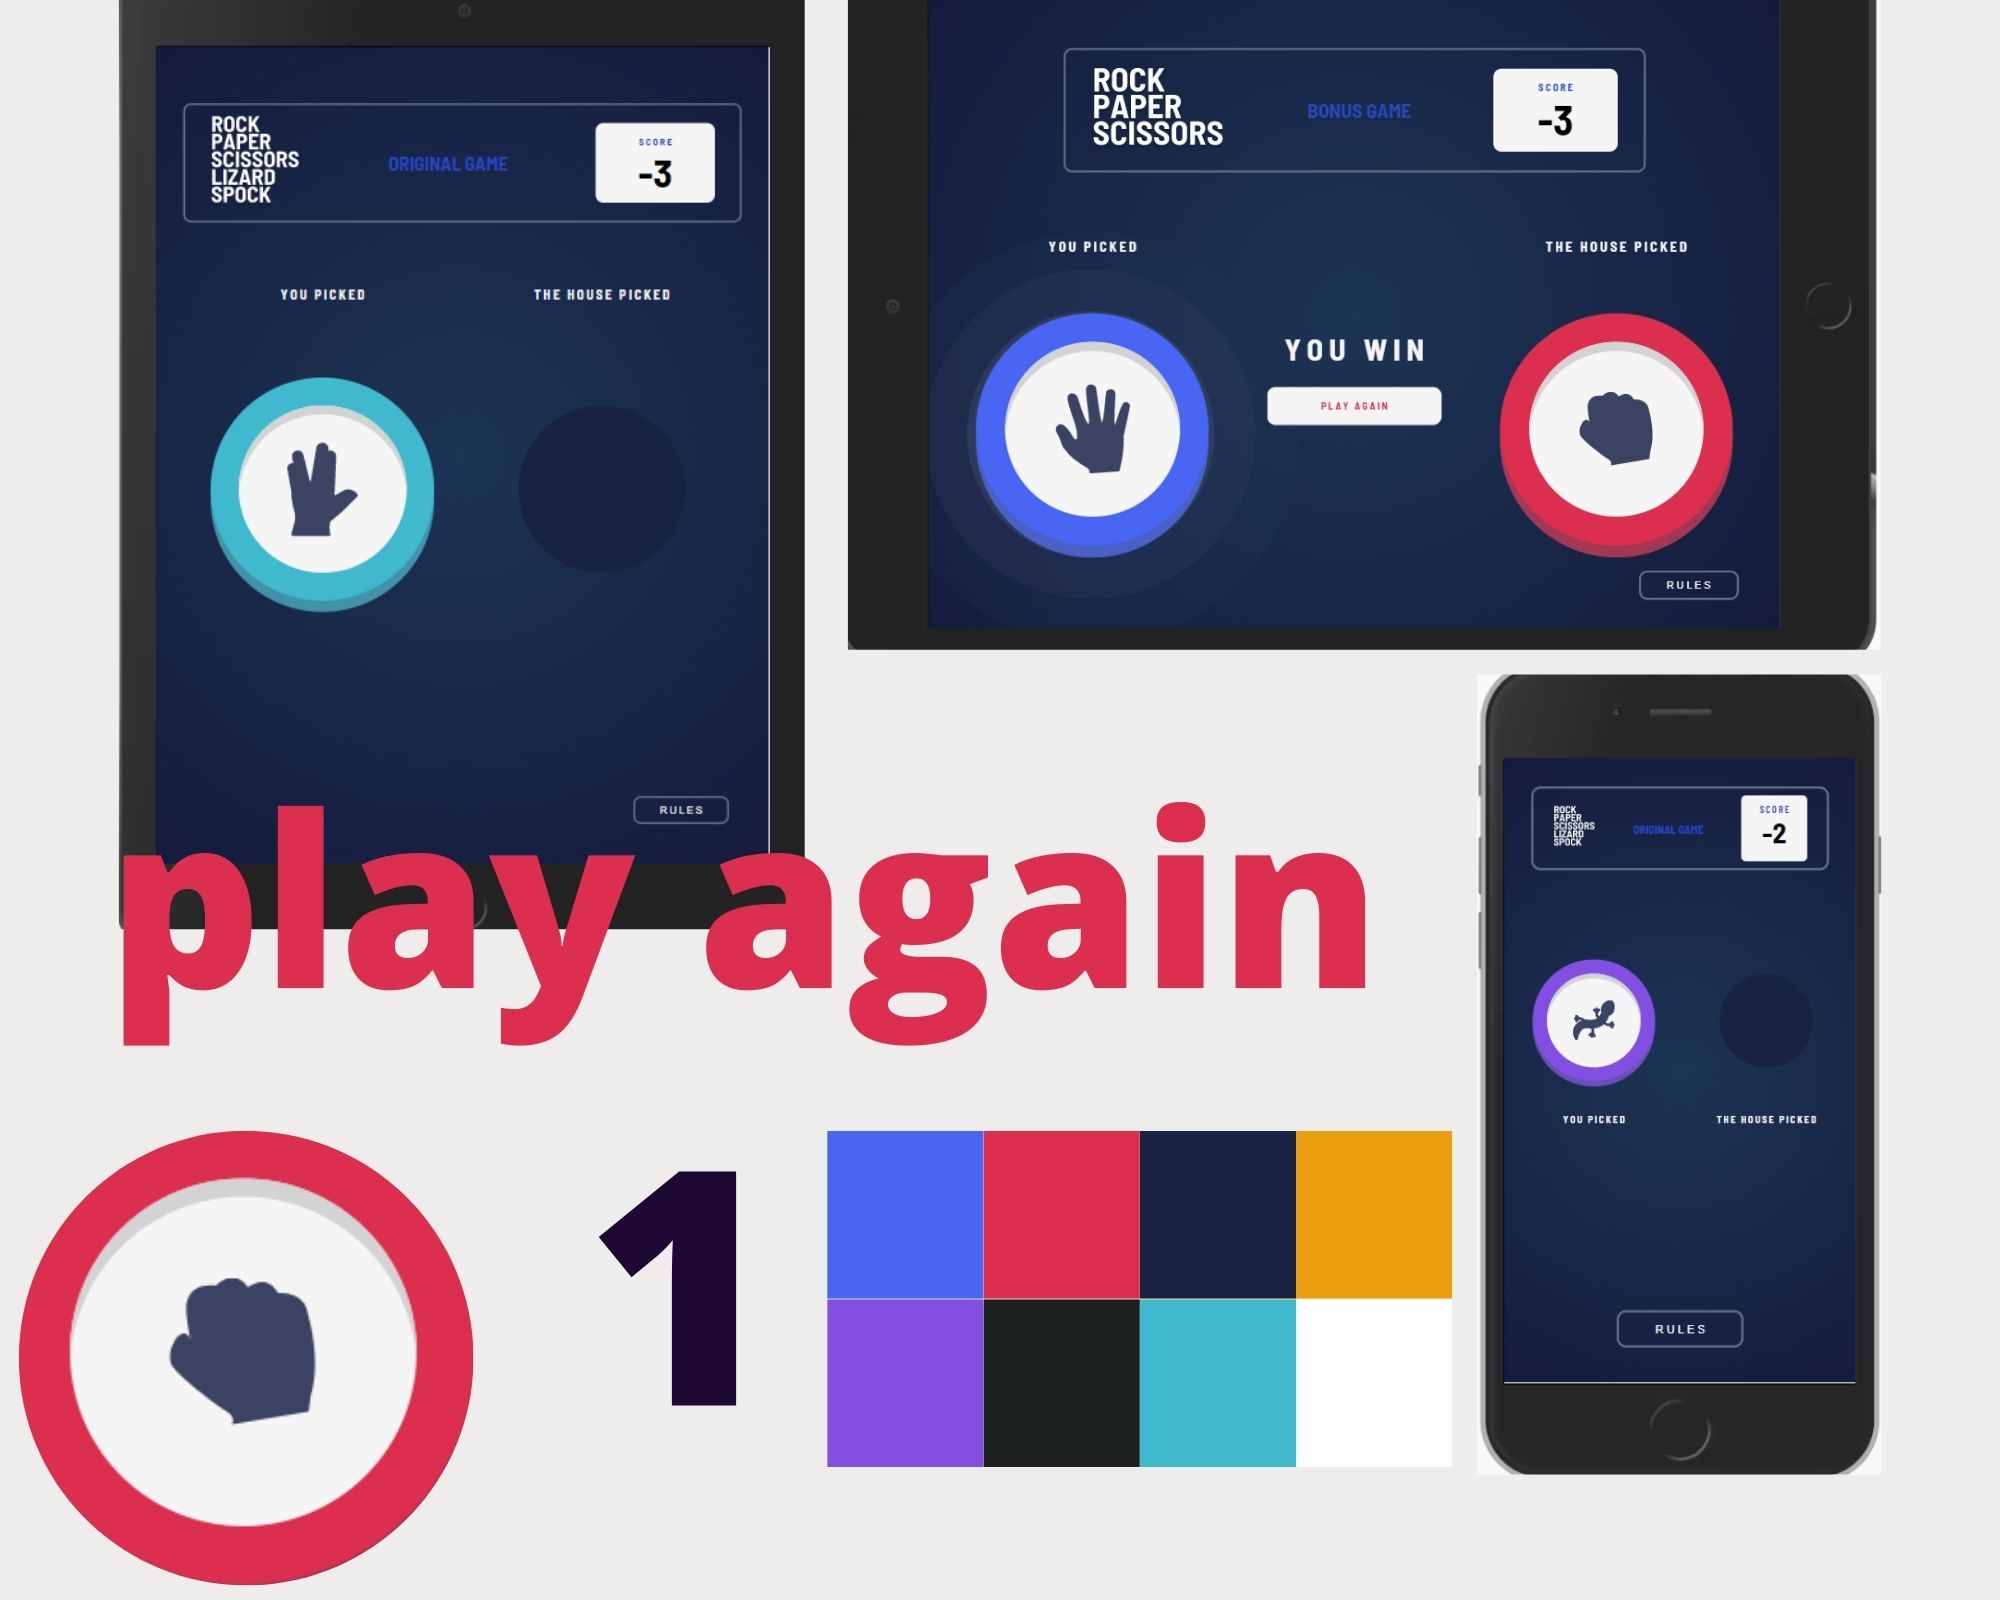 ROCK
PAPER
SCISSORS
LIZARD
SPOCK
ORIGINAL GAME
SCORE
-3
YOU PICKED
THE HOUSE PICKED
RULES
ROCK
PAPER
SCISSORS
BONUS GAME
SCORE
-3
YOU PICKED
THE HOUSE PICKED
YOU WIN
PLAY AGAIN
RULES
play again
ROCK
PAPER
SCISSORS
LIZARD
SPOCK
ORIGINAL GAME
SCORE
-2
YOU PICKED
THE HOUSE PICKED
RULES
1